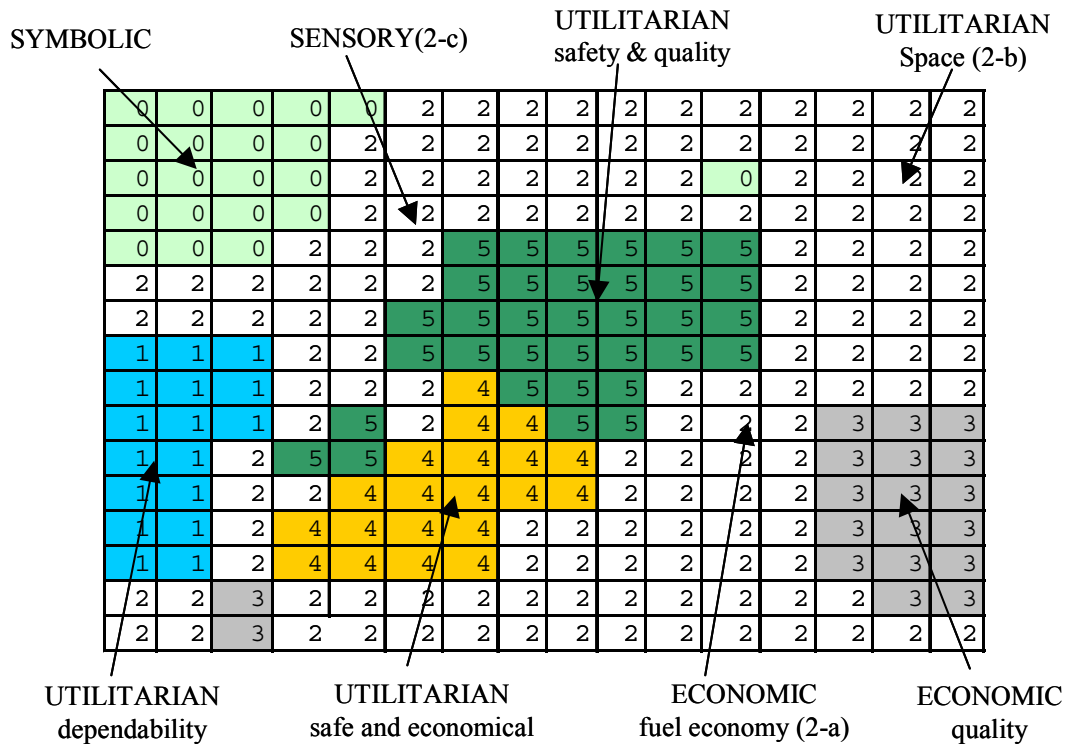 SYMBOLIC
SENSORY(2-c)
UTILITARIAN
safety & quality
UTILITARIAN
Space (2-b)
0 0 0 0 0 2 2 2 2 2 2 2 2 2 2 2
0 0 0 0 2 2 2 2 2 2 2 2 2 2 2 2
0 0 0 0 2 2 2 2 2 2 2 0 2 2 2 2
0 0 0 0 2 2 2 2 2 2 2 2 2 2 2 2
0 0 0 2 2 2 5 5 5 5 5 5 2 2 2 2
2 2 2 2 2 2 5 5 5 5 5 5 2 2 2 2
2 2 2 2 2 5 5 5 5 5 5 5 2 2 2 2
1 1 1 2 2 5 5 5 5 5 5 5 2 2 2 2
1 1 1 2 2 2 4 5 5 5 2 2 2 2 2 2
1 1 1 2 5 2 4 4 5 5 2 2 2 3 3 3
1 1 2 5 5 4 4 4 4 2 2 2 2 3 3 3
1 1 2 2 4 4 4 4 4 2 2 2 2 3 3 3
1 1 2 4 4 4 4 2 2 2 2 2 2 3 3 3
1 1 2 4 4 4 4 2 2 2 2 2 2 3 3 3
2 2 3 2 2 2 2 2 2 2 2 2 2 2 3 3
2 2 3 2 2 2 2 2 2 2 2 2 2 2 2 2
UTILITARIAN
dependability
UTILITARIAN
safe and economical
ECONOMIC
fuel economy (2-a)
ECONOMIC
quality